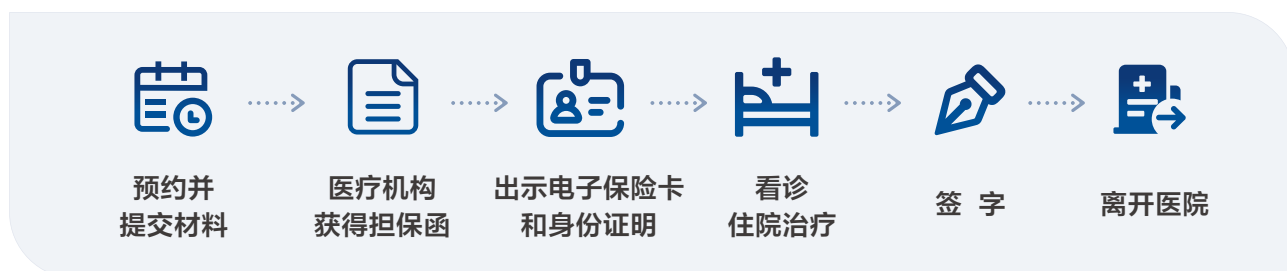 预约并
提交材料
医疗机构
获得担保函
出示电子保险卡
和身份证明
看诊
住院治疗
签 字
离开医院